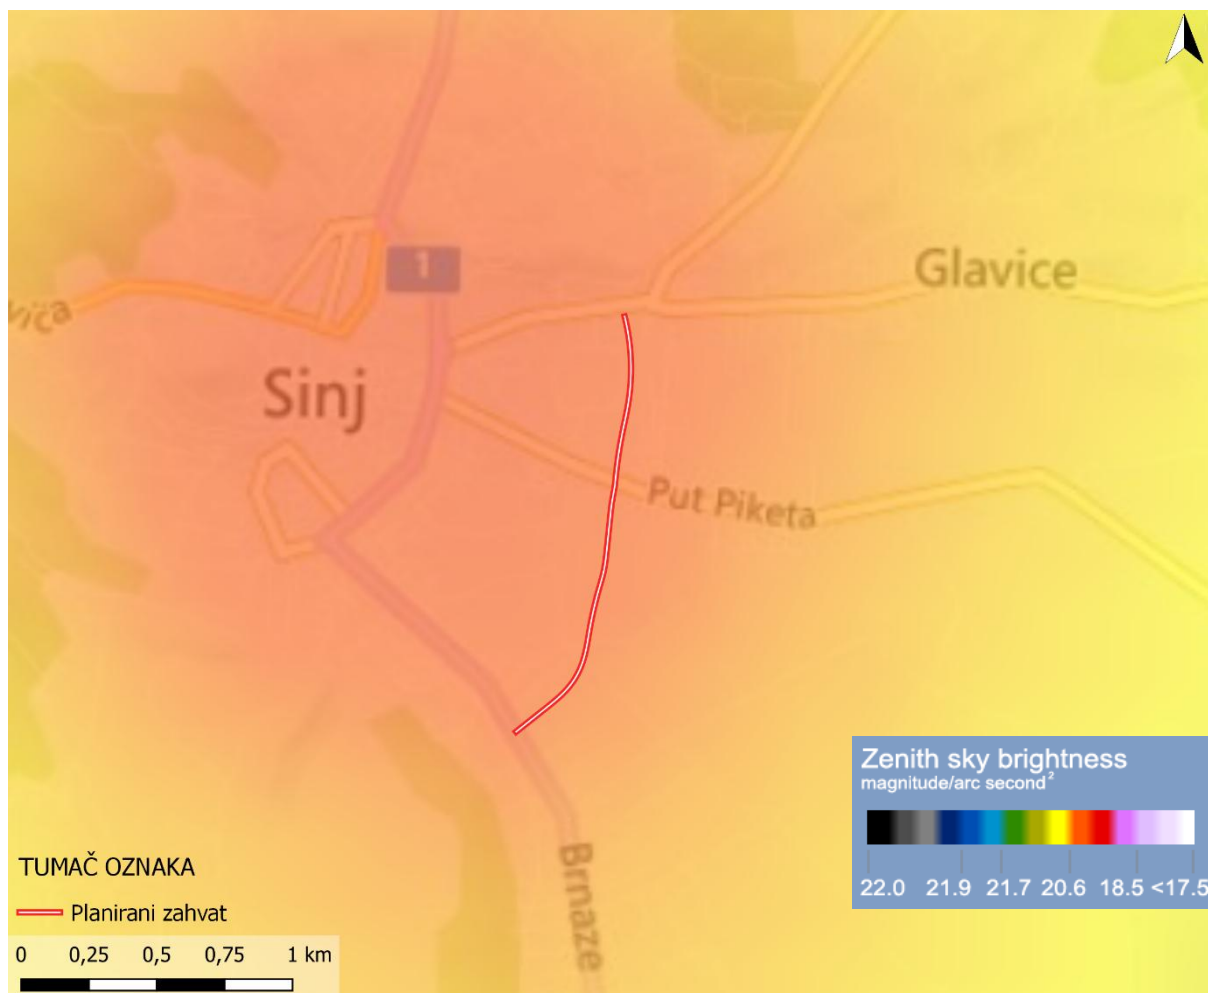 1
Glavice
vića
Sinj
Put Piketa
Zenith sky brightness
magnitude/arc second²
22.0 21.9 21.7 20.6 18.5 <17.5
Brnaze
TUMAČ OZNAKA
Planirani zahvat
0 0,25 0,5 0,75 1 km